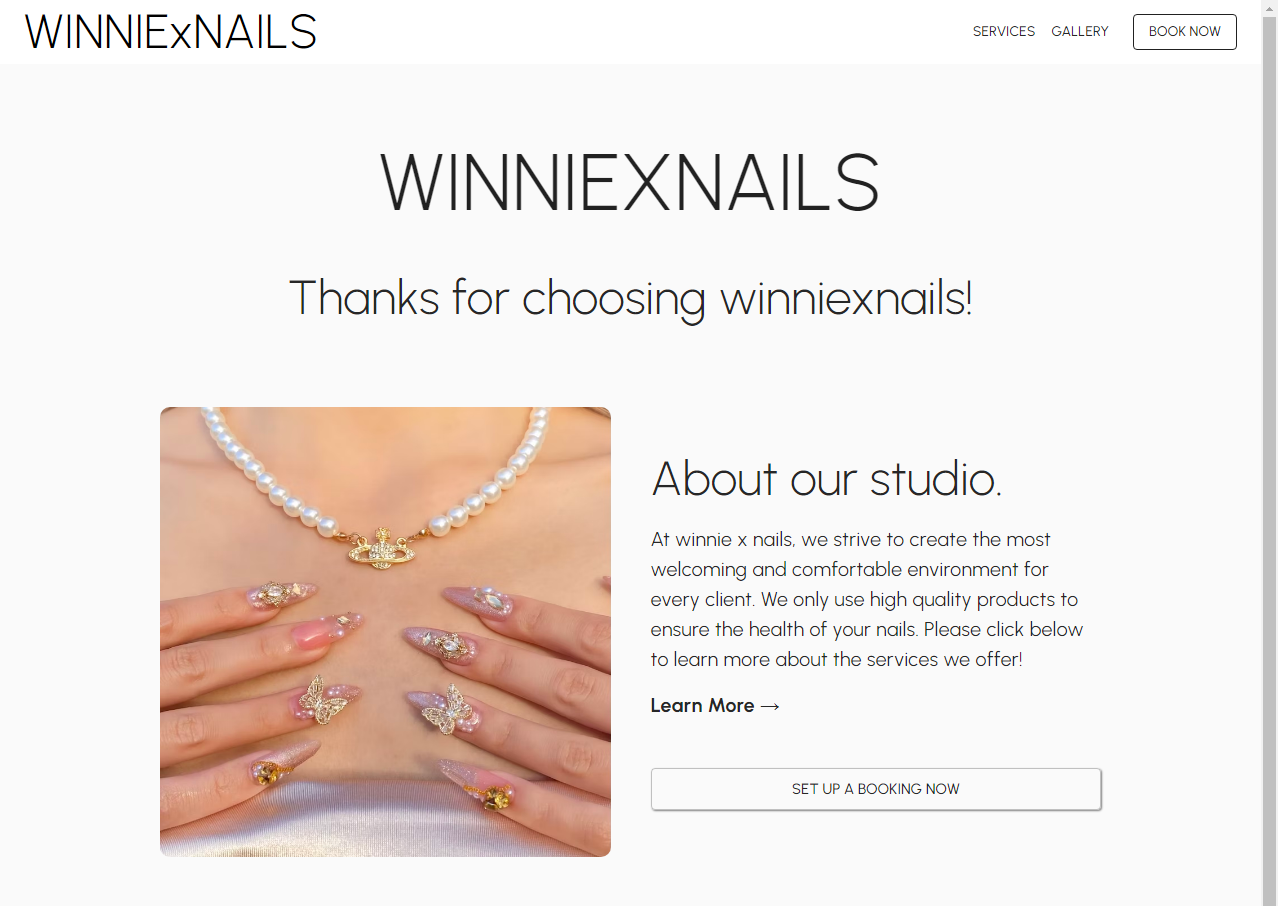 WINNIExNAILS
SERVICES GALLERY BOOK NOW
WINNIEXNAILS
Thanks for choosing winniexnails!
About our studio.
At winnie x nails, we strive to create the most
welcoming and comfortable environment for
every client. We only use high quality products to
ensure the health of your nails. Please click below
to learn more about the services we offer!
Learn More →
SET UP A BOOKING NOW